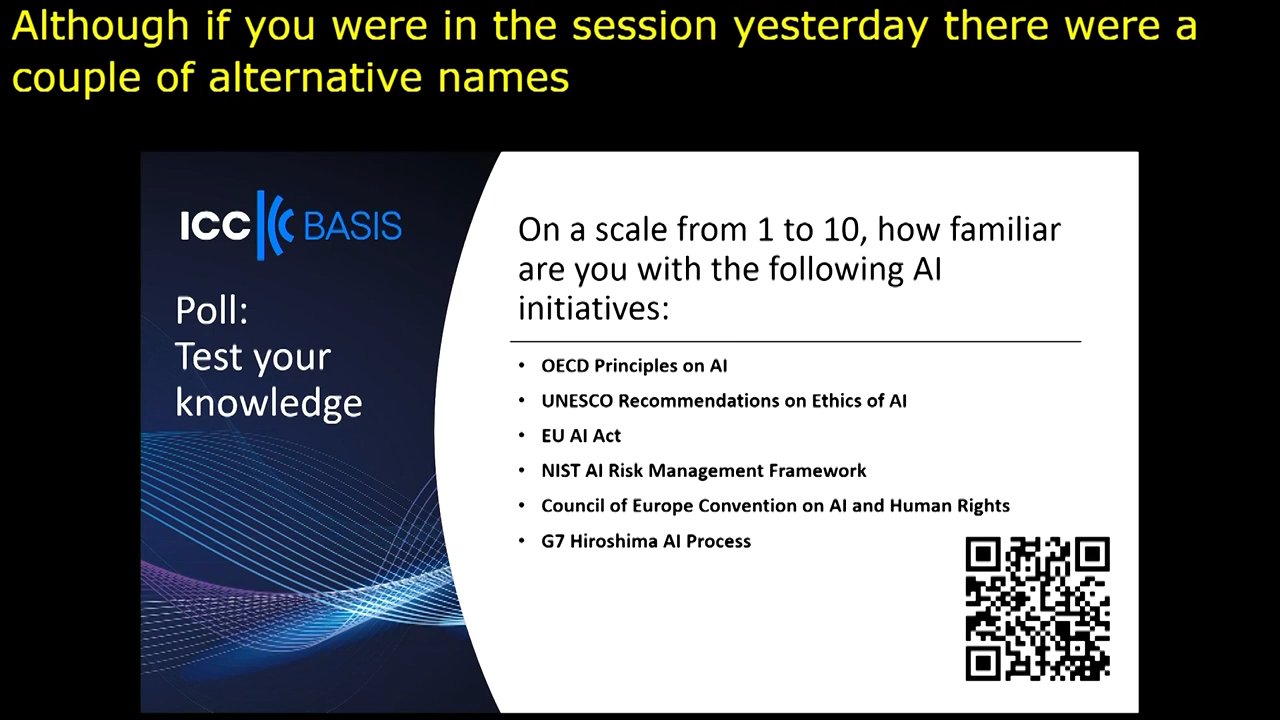 Although if you were in the session yesterday there were a
couple of alternative names
ICC BASIS
Poll:
Test your
knowledge
On a scale from 1 to 10, how familiar
are you with the following AI
initiatives:
• OECD Principles on AI
• UNESCO Recommendations on Ethics of AI
• EU AI Act
• NIST AI Risk Management Framework
• Council of Europe Convention on AI and Human Rights
• G7 Hiroshima AI Process